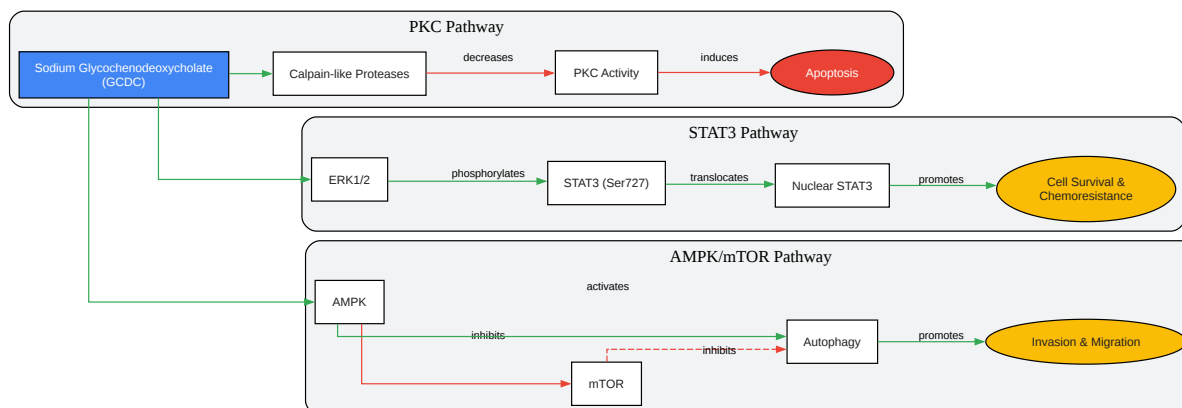 PKC Pathway
Sodium Glycochenodeoxycholate
(GCDC)
Calpain-like Proteases
decreases
PKC Activity
induces
Apoptosis
STAT3 Pathway
ERK1/2
phosphorylates
STAT3 (Ser727)
translocates
Nuclear STAT3
promotes
Cell Survival &
Chemoresistance
AMPK/mTOR Pathway
activates
AMPK
inhibits
mTOR
inhibits
Autophagy
promotes
Invasion & Migration